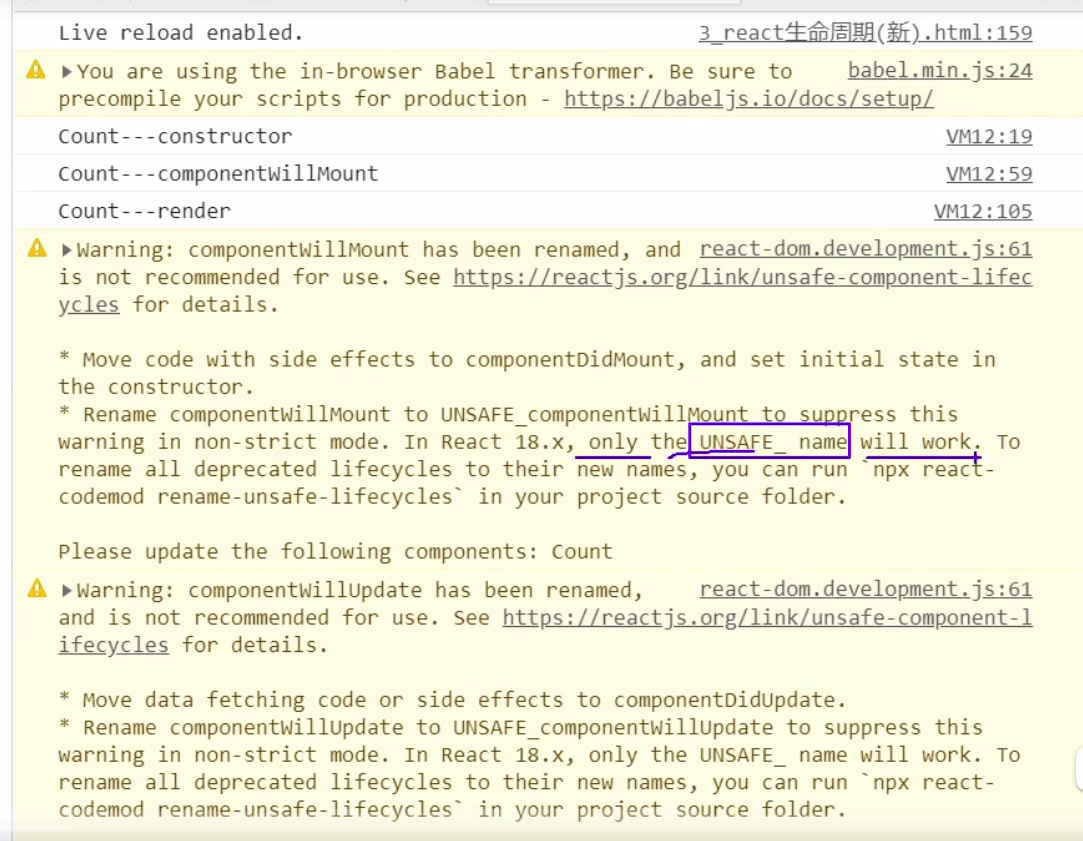 Live reload enabled. 3_react生命周期(新).html:159
You are using the in-browser Babel transformer. Be sure to babel.min.js:24
precompile your scripts for production - https://babeljs.io/docs/setup/
Count---constructor VM12:19
Count---componentWillMount VM12:59
Count---render VM12:105
Warning: componentWillMount has been renamed, and react-dom.development.js:61
is not recommended for use. See https://reactjs.org/link/unsafe-component-lifec
ycles for details.
* Move code with side effects to componentDidMount, and set initial state in
the constructor.
* Rename componentWillMount to UNSAFE_componentWillMount to suppress this
warning in non-strict mode. In React 18.x, only the UNSAFE_ name will work. To
rename all deprecated lifecycles to their new names, you can run `npx react-
codemod rename-unsafe-lifecycles` in your project source folder.
Please update the following components: Count
Warning: componentWillUpdate has been renamed, react-dom.development.js:61
and is not recommended for use. See https://reactjs.org/link/unsafe-component-l
ifecycles for details.
* Move data fetching code or side effects to componentDidUpdate.
* Rename componentWillUpdate to UNSAFE_componentWillUpdate to suppress this
warning in non-strict mode. In React 18.x, only the UNSAFE_ name will work. To
rename all deprecated lifecycles to their new names, you can run `npx react-
codemod rename-unsafe-lifecycles` in your project source folder.